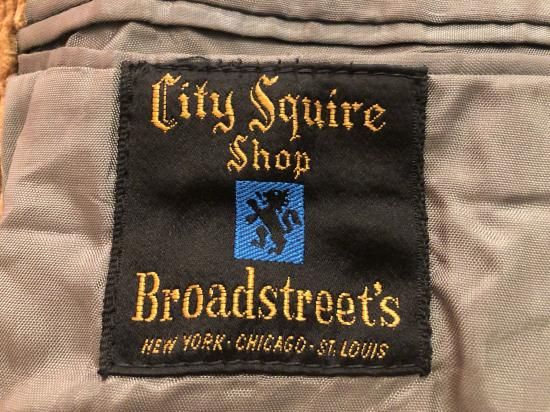 City Squire
Shop
Broadstreet's
NEW YORK · CHICAGO · ST. LOUIS